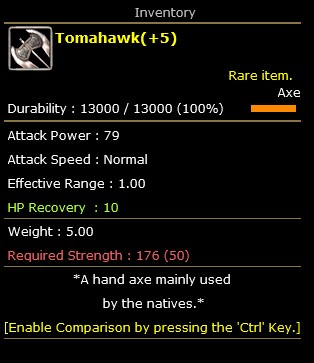 Inventory
Tomahawk(+5)
Rare item.
Axe
Durability : 13000 / 13000 (100%)
Attack Power : 79
Attack Speed : Normal
Effective Range : 1.00
HP Recovery : 10
Weight : 5.00
Required Strength : 176 (50)
*A hand axe mainly used
by the natives.*
[Enable Comparison by pressing the 'Ctrl' Key.]